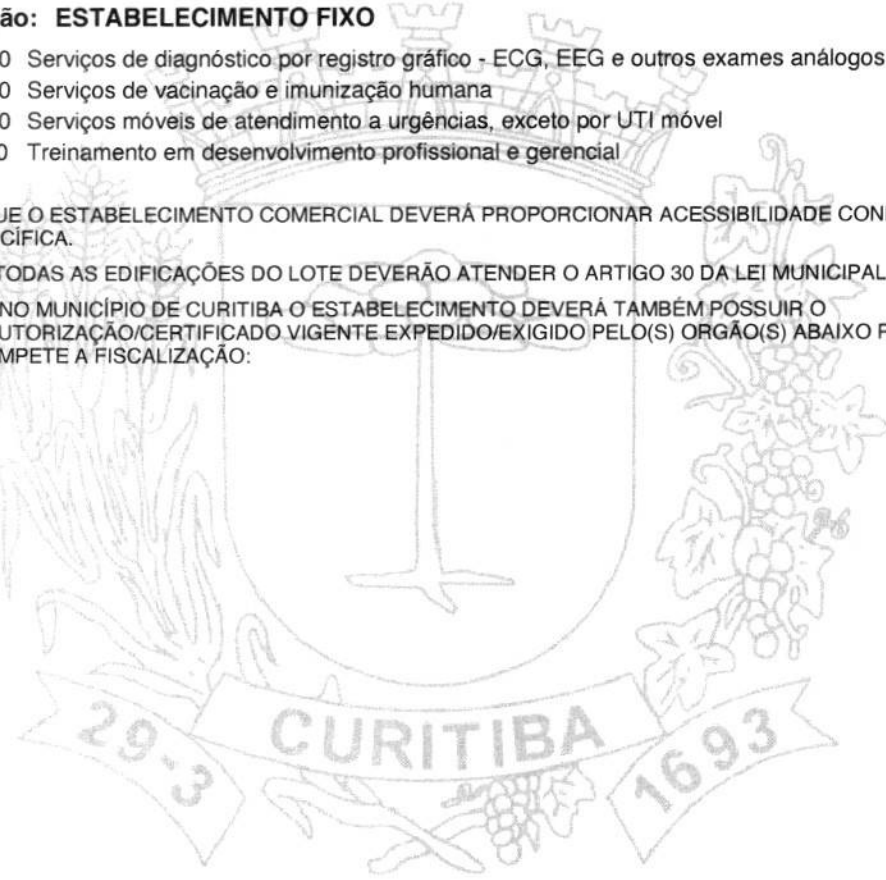 ão: ESTABELECIMENTO FIXO
0 Serviços de diagnóstico por registro gráfico - ECG, EEG e outros exames análogos
0 Serviços de vacinação e imunização humana
0 Serviços móveis de atendimento a urgências, exceto por UTI móvel
0 Treinamento em desenvolvimento profissional e gerencial
UE O ESTABELECIMENTO COMERCIAL DEVERÁ PROPORCIONAR ACESSIBILIDADE CON
CÍFICA.
TODAS AS EDIFICAÇÕES DO LOTE DEVERÃO ATENDER O ARTIGO 30 DA LEI MUNICIPAL
NO MUNICÍPIO DE CURITIBA O ESTABELECIMENTO DEVERÁ TAMBÉM POSSUIR O
UTORIZAÇÃO/CERTIFICADO VIGENTE EXPEDIDO/EXIGIDO PELO(S) ORGÃO(S) ABAIXO
MPETE A FISCALIZAÇÃO:
29-3 CURITIBA 1693